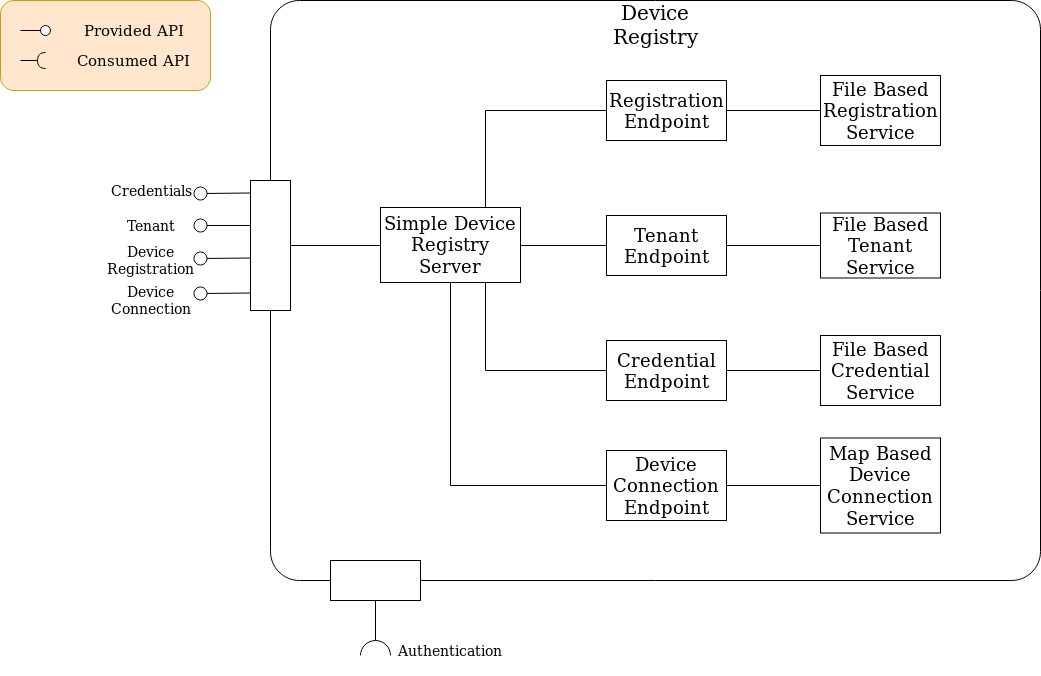 Provided API
Consumed API
Device
Registry
Credentials
Tenant
Device
Registration
Device
Connection
Simple Device
Registry
Server
Registration
Endpoint
File Based
Registration
Service
Tenant
Endpoint
File Based
Tenant
Service
Credential
Endpoint
File Based
Credential
Service
Device
Connection
Endpoint
Map Based
Device
Connection
Service
Authentication